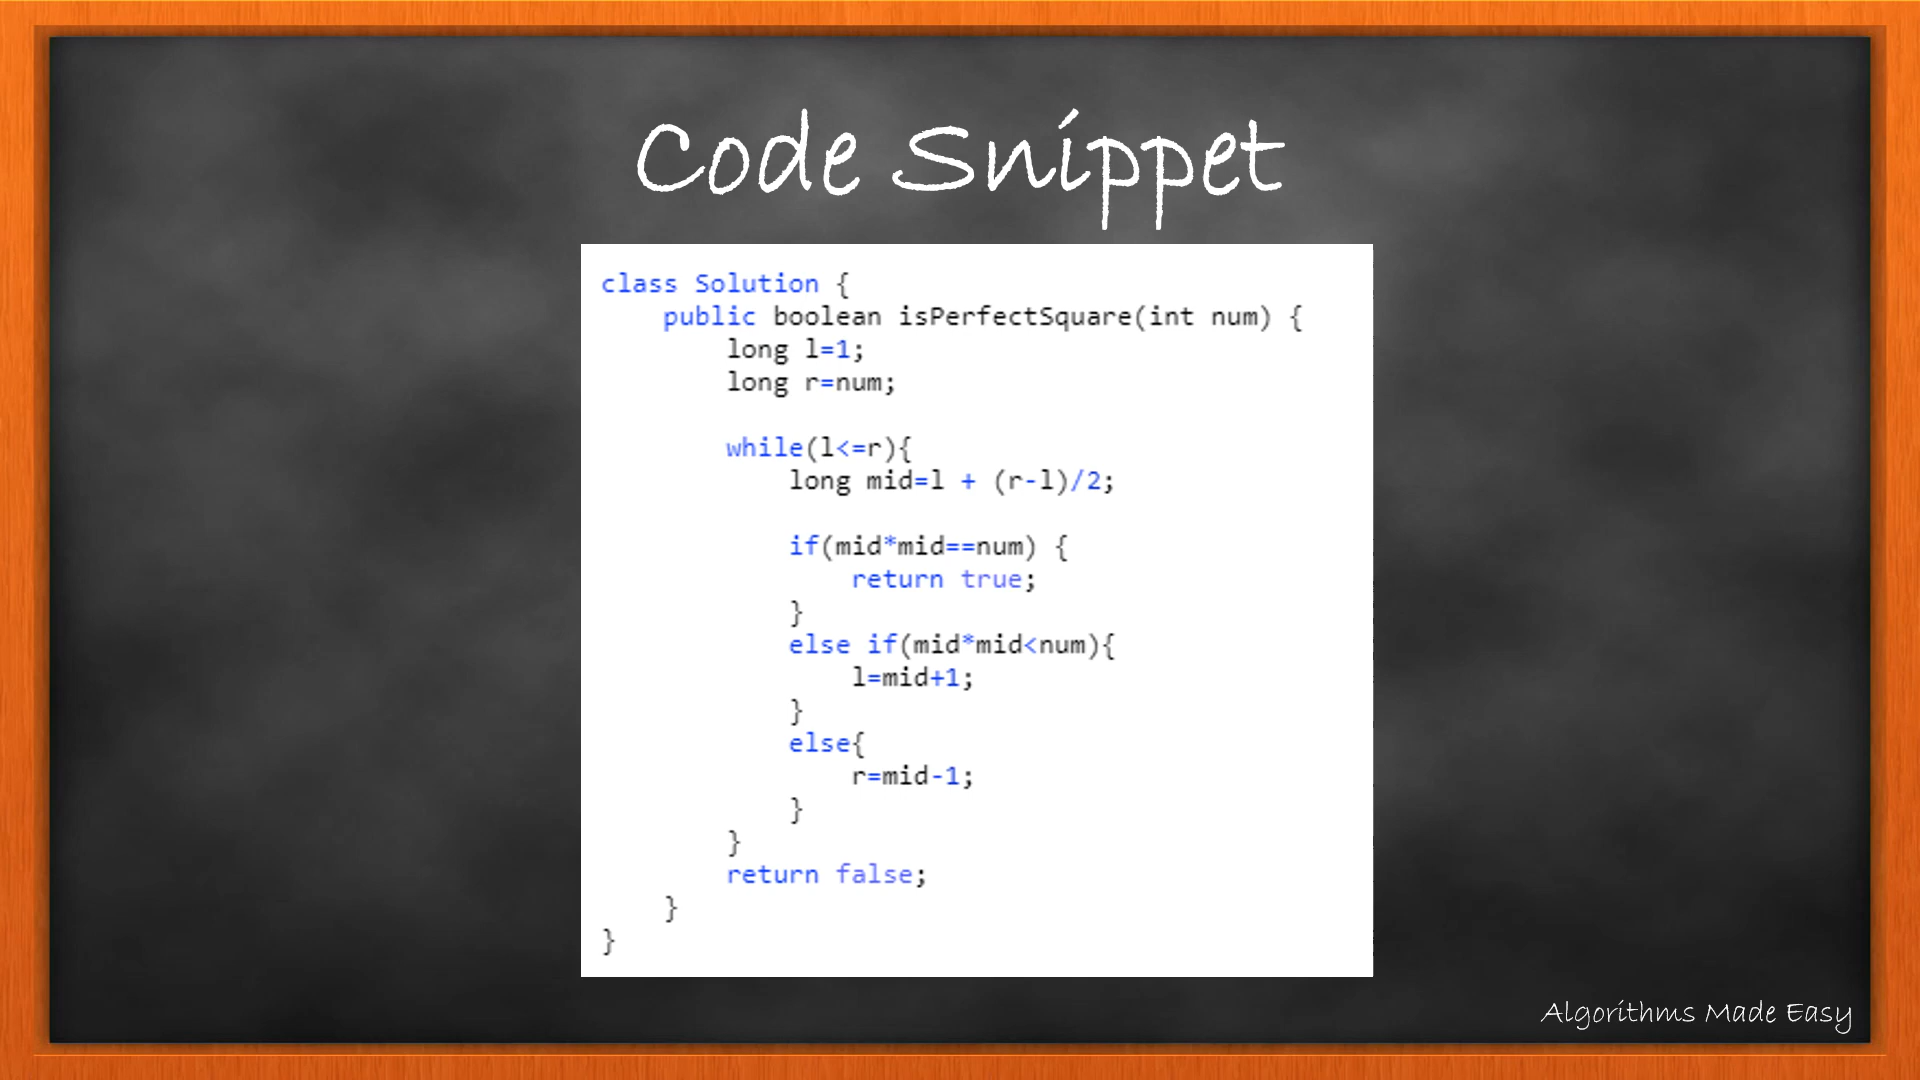 Code Snippet
class Solution {
    public boolean isPerfectSquare(int num) {
        long l=1;
        long r=num;
        while(l<=r){
            long mid=l + (r-l)/2;
            if(mid*mid==num) {
                return true;
            }
            else if(mid*mid<num){
                l=mid+1;
            }
            else{
                r=mid-1;
            }
        }
        return false;
    }
}
Algorithms Made Easy